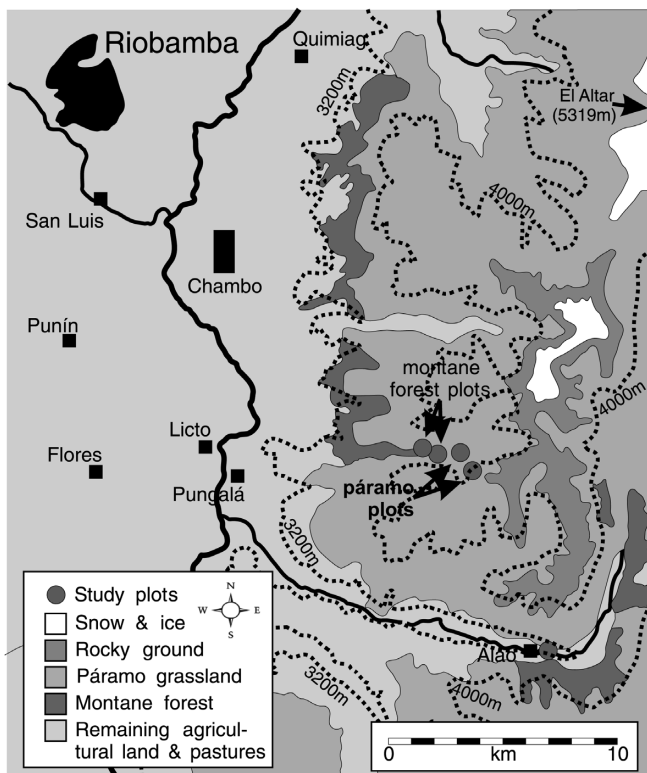 Riobamba
Quimiag
3200m
El Altar
(5319m)
4000m
San Luis
Chambo
Punín
montane
forest plots
4000m
Licto
Flores
Pungalá
páramo
plots
3200m
Study plots
N
W E
S
Snow & ice
Rocky ground
Páramo grassland
Montane forest
Remaining agricul-
tural land & pastures
Alao
3200m
4000m
0 km 10